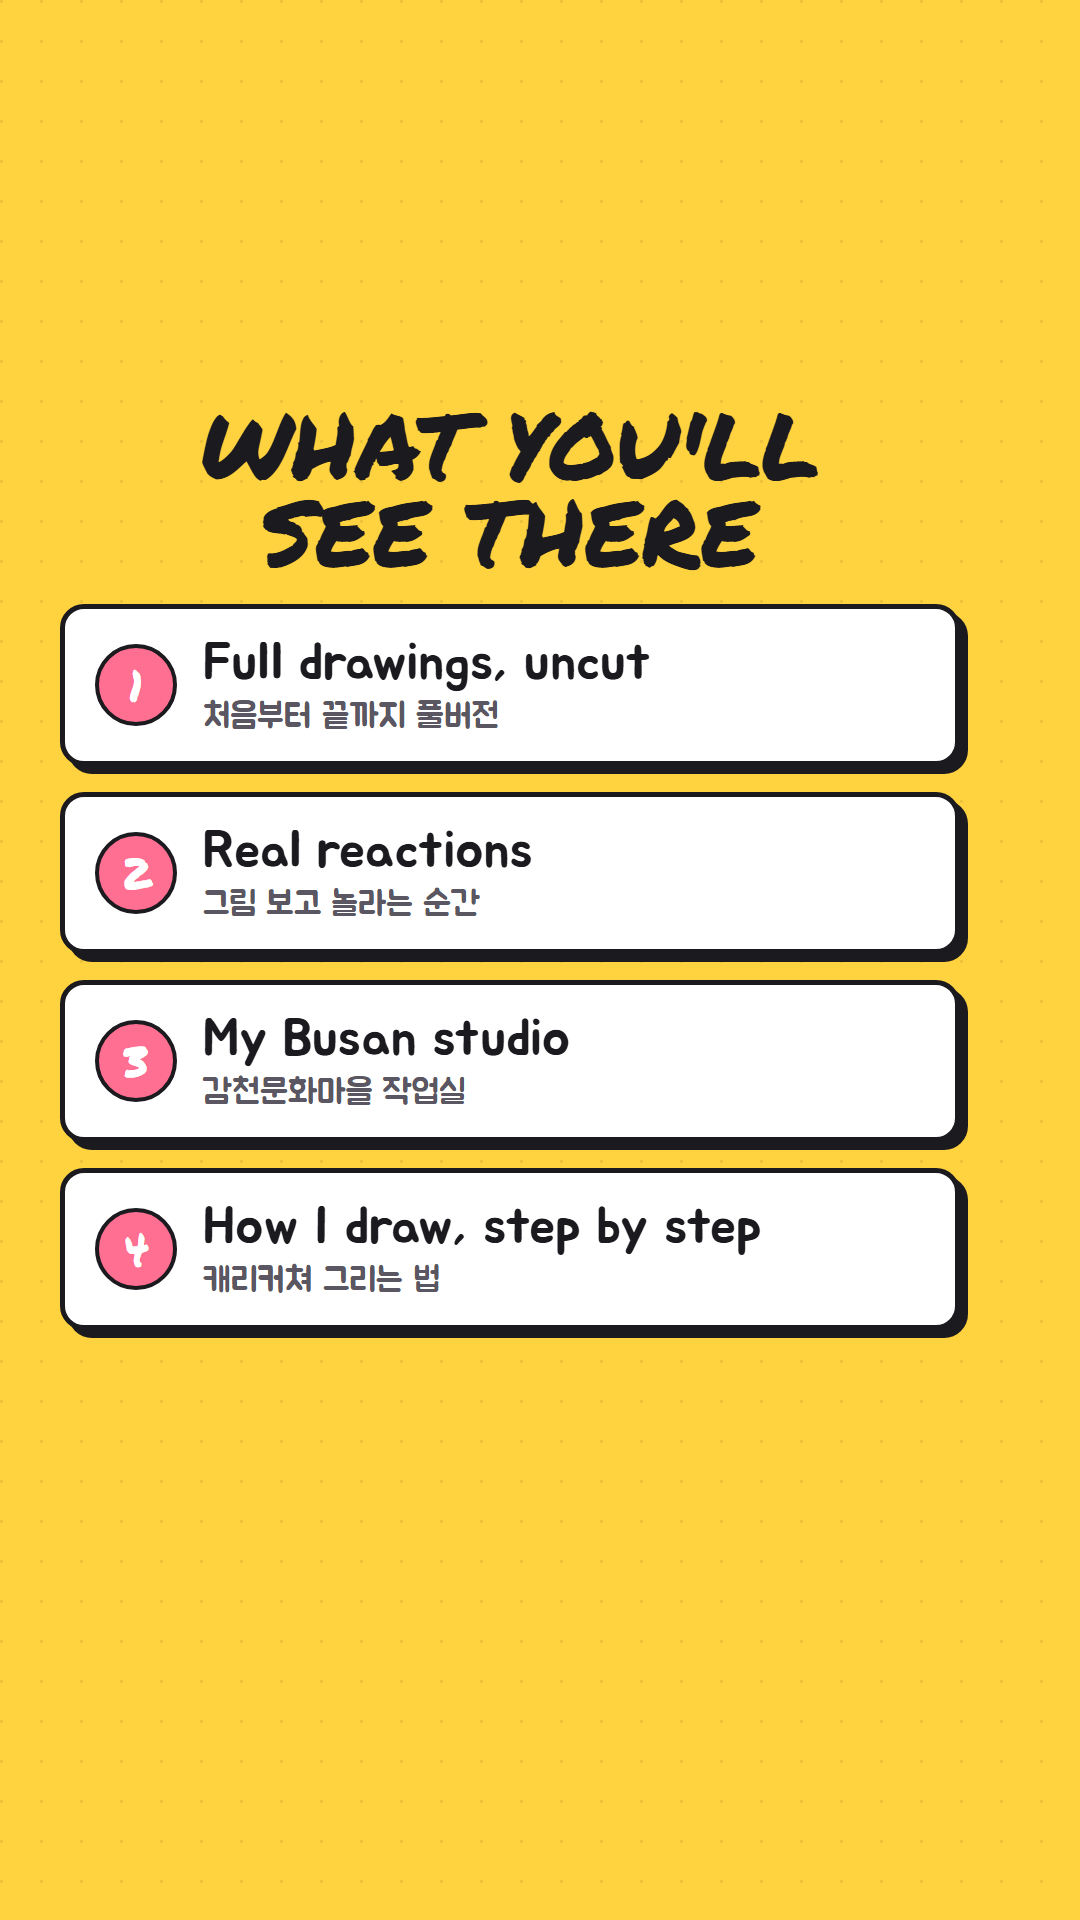 WHAT YOU'LL
SEE THERE
1
Full drawings, uncut
처음부터 끝까지 풀버전
2
Real reactions
그림 보고 놀라는 순간
3
My Busan studio
감천문화마을 작업실
4
How I draw, step by step
캐리커쳐 그리는 법